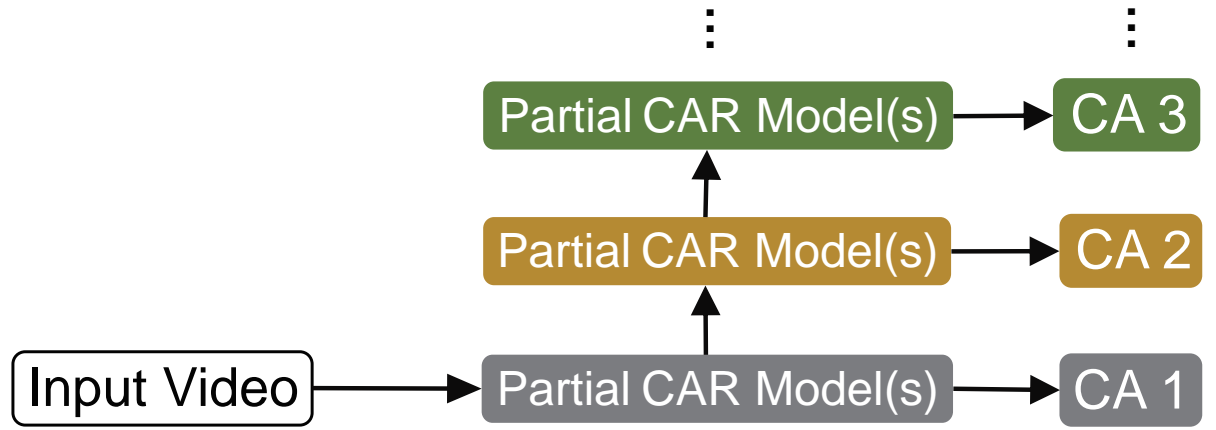 Partial CAR Model(s)
CA 3
Partial CAR Model(s)
CA 2
Input Video
Partial CAR Model(s)
CA 1